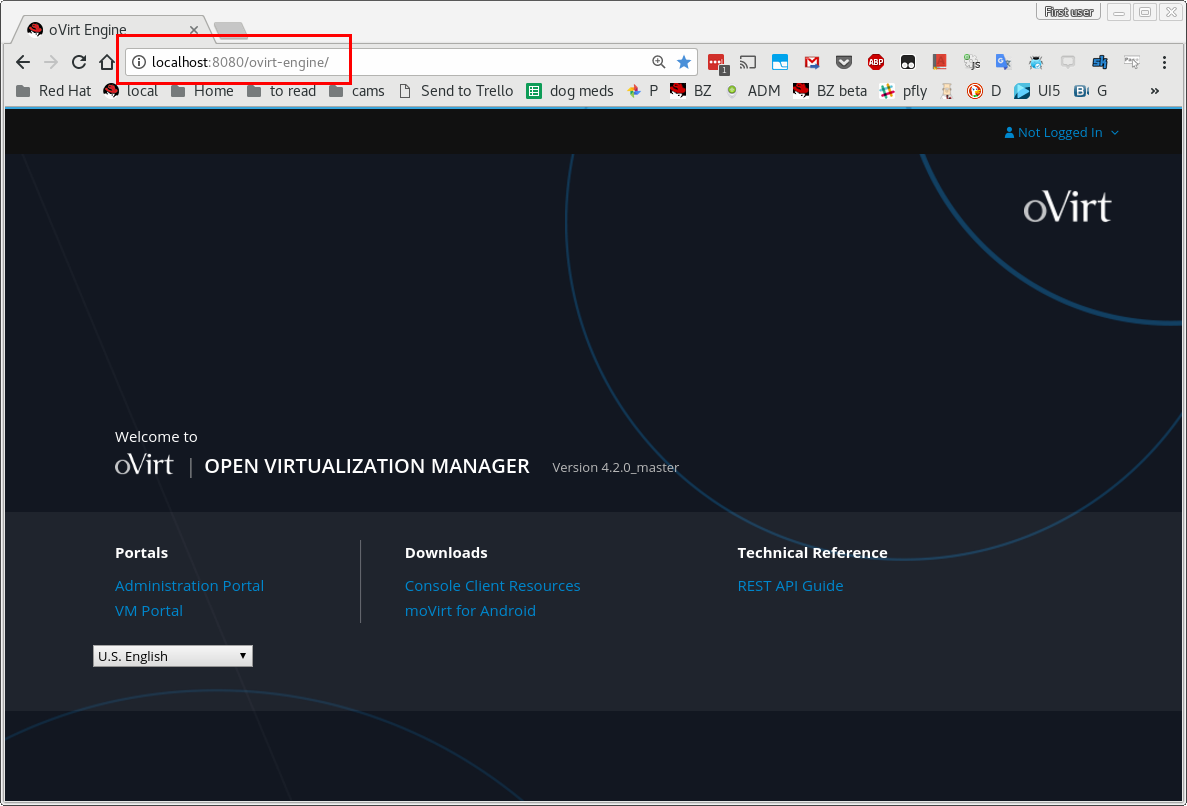 First user
oVirt Engine
localhost:8080/ovirt-engine/
1
ABP
js
Red Hat local Home to read cams Send to Trello dog meds P BZ ADM BZ beta pfly D UI5 G »
Not Logged In
oVirt
Welcome to
oVirt | OPEN VIRTUALIZATION MANAGER Version 4.2.0_master
Portals
Administration Portal
VM Portal
Downloads
Console Client Resources
moVirt for Android
Technical Reference
REST API Guide
U.S. English